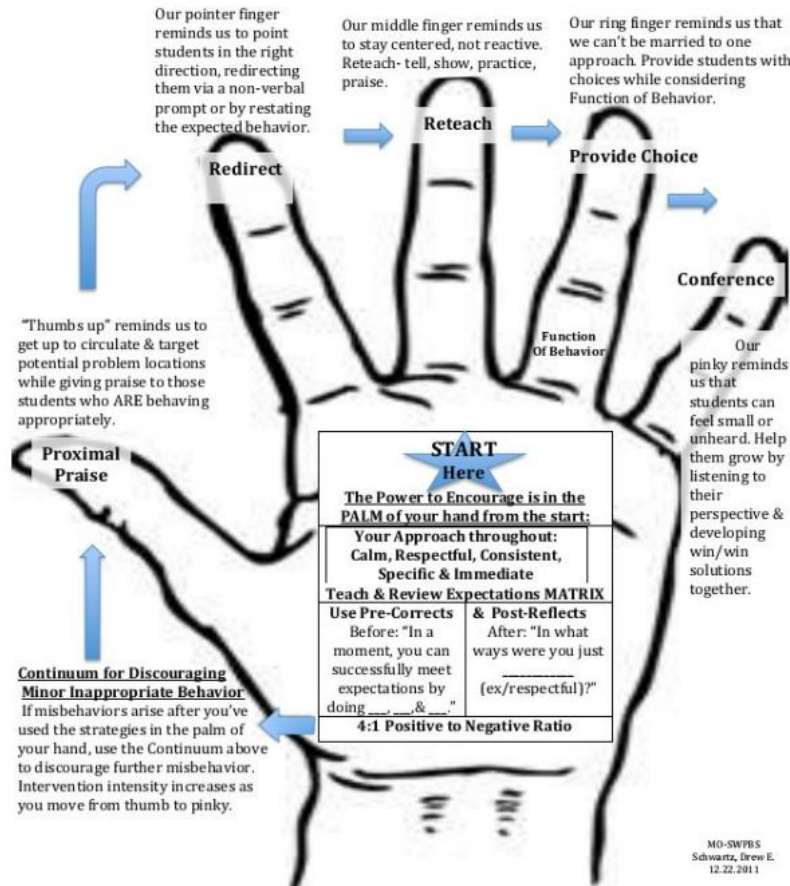 Our pointer finger
reminds us to point
students in the right
direction, redirecting
them via a non-verbal
prompt or by restating
the expected behavior.
Our middle finger reminds us
to stay centered, not reactive.
Reteach- tell, show, practice,
praise.
Our ring finger reminds us that
we can't be married to one
approach. Provide students with
choices while considering
Function of Behavior.
Redirect
Reteach
Provide Choice
Conference
"Thumbs up" reminds us to
get up to circulate & target
potential problem locations
while giving praise to those
students who ARE behaving
appropriately.
Function
Of Behavior
Our
pinky reminds
us that
students can
feel small or
unheard. Help
them grow by
listening to
their
perspective &
developing
win/win
solutions
together.
Proximal
Praise
START
Here
The Power to Encourage is in the
PALM of your hand from the start:
Your Approach throughout:
Calm, Respectful, Consistent,
Specific & Immediate
Teach & Review Expectations MATRIX
Use Pre-Corrects
Before: "In a
moment, you can
successfully meet
expectations by
doing ___, ___,& ___."
& Post-Reflects
After: "In what
ways were you just
___________
(ex/respectful)?"
4:1 Positive to Negative Ratio
Continuum for Discouraging
Minor Inappropriate Behavior
If misbehaviors arise after you've
used the strategies in the palm of
your hand, use the Continuum above
to discourage further misbehavior.
Intervention intensity increases as
you move from thumb to pinky.
MO-SWPBS
Schwartz, Drew E.
12.22.2011